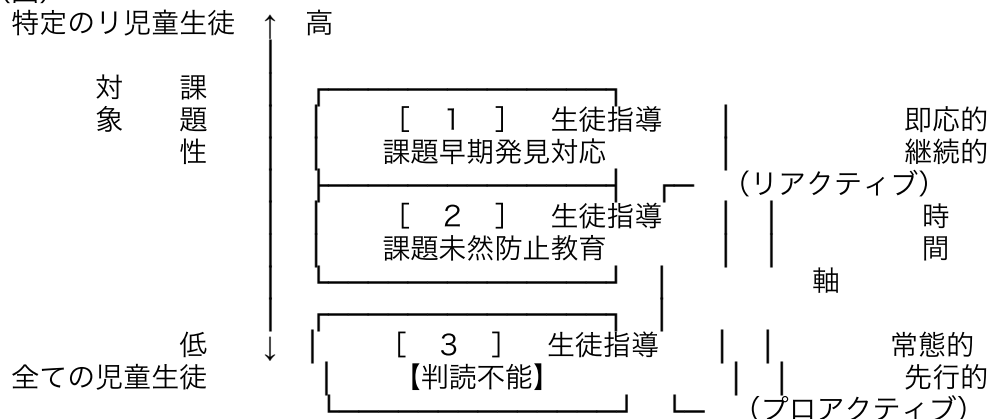 特定のリ児童生徒 ↑ 高
対 課
象 題 [ 1 ] 生徒指導 即応的
性 課題早期発見対応 継続的
(リアクティブ)
[ 2 ] 生徒指導 時
課題未然防止教育 間
軸
低 ↓ [ 3 ] 生徒指導 常態的
全ての児童生徒 【判読不能】 先行的
(プロアクティブ)